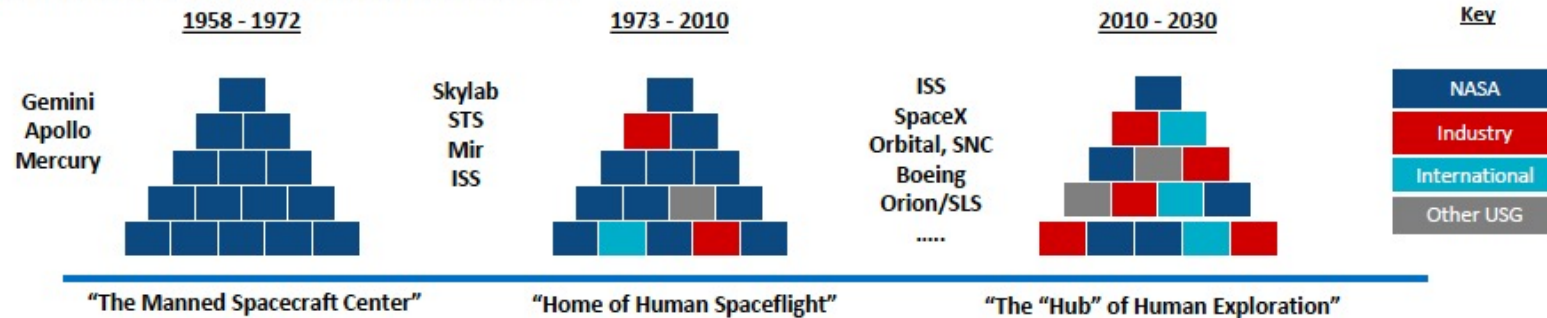 1958 - 1972
Gemini
Apollo
Mercury
“The Manned Spacecraft Center”
1973 - 2010
Skylab
STS
Mir
ISS
“Home of Human Spaceflight”
2010 - 2030
ISS
SpaceX
Orbital, SNC
Boeing
Orion/SLS
.....
“The “Hub” of Human Exploration”
Key
NASA
Industry
International
Other USG